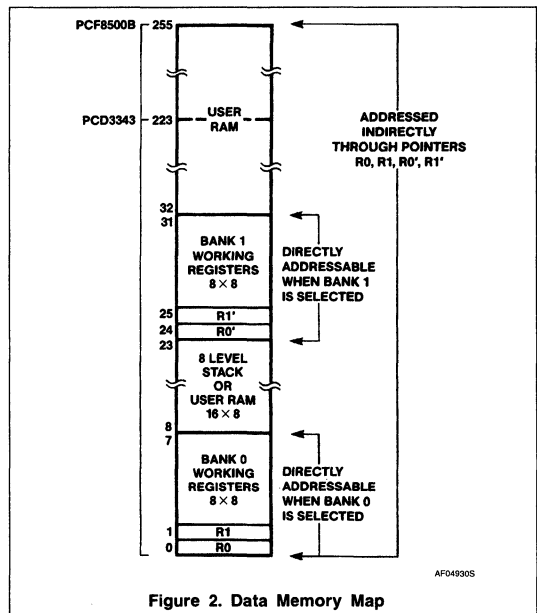 PCF8500B 255
PCD3343 223
USER
RAM
ADDRESSED
INDIRECTLY
THROUGH POINTERS
R0, R1, R0', R1'
32
31
BANK 1
WORKING
REGISTERS
8 × 8
DIRECTLY
ADDRESSABLE
WHEN BANK 1
IS SELECTED
25 R1'
24 R0'
23
8 LEVEL
STACK
OR
USER RAM
16 × 8
8
7
BANK 0
WORKING
REGISTERS
8 × 8
DIRECTLY
ADDRESSABLE
WHEN BANK 0
IS SELECTED
1 R1
0 R0
AF04930S
Figure 2. Data Memory Map